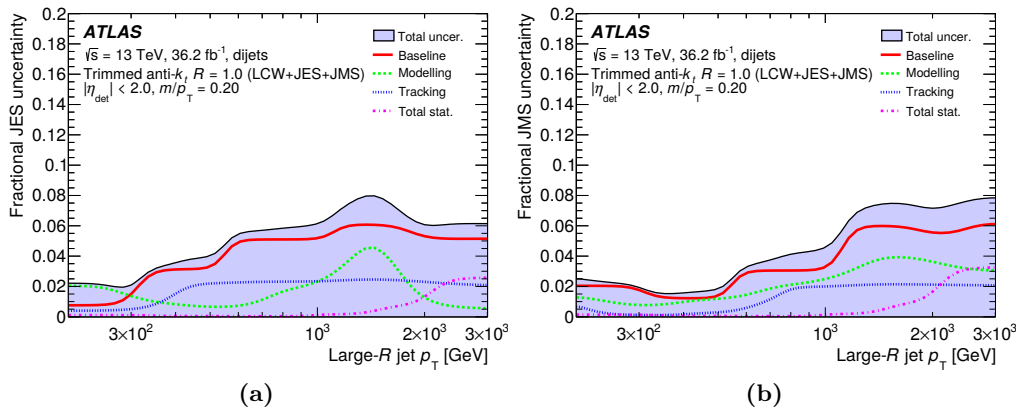 Fractional JES uncertainty
0.2
0.18
0.16
0.14
0.12
0.1
0.08
0.06
0.04
0.02
0
ATLAS
√s = 13 TeV, 36.2 fb⁻¹, dijets
Trimmed anti-kₜ R = 1.0 (LCW+JES+JMS)
|η_det| < 2.0, m/p_T = 0.20
Total uncer.
Baseline
Modelling
Tracking
Total stat.
3×10² 10³ 2×10³ 3×10³
Large-R jet p_T [GeV]
(a)
Fractional JMS uncertainty
0.2
0.18
0.16
0.14
0.12
0.1
0.08
0.06
0.04
0.02
0
ATLAS
√s = 13 TeV, 36.2 fb⁻¹, dijets
Trimmed anti-kₜ R = 1.0 (LCW+JES+JMS)
|η_det| < 2.0, m/p_T = 0.20
Total uncer.
Baseline
Modelling
Tracking
Total stat.
3×10² 10³ 2×10³ 3×10³
Large-R jet p_T [GeV]
(b)